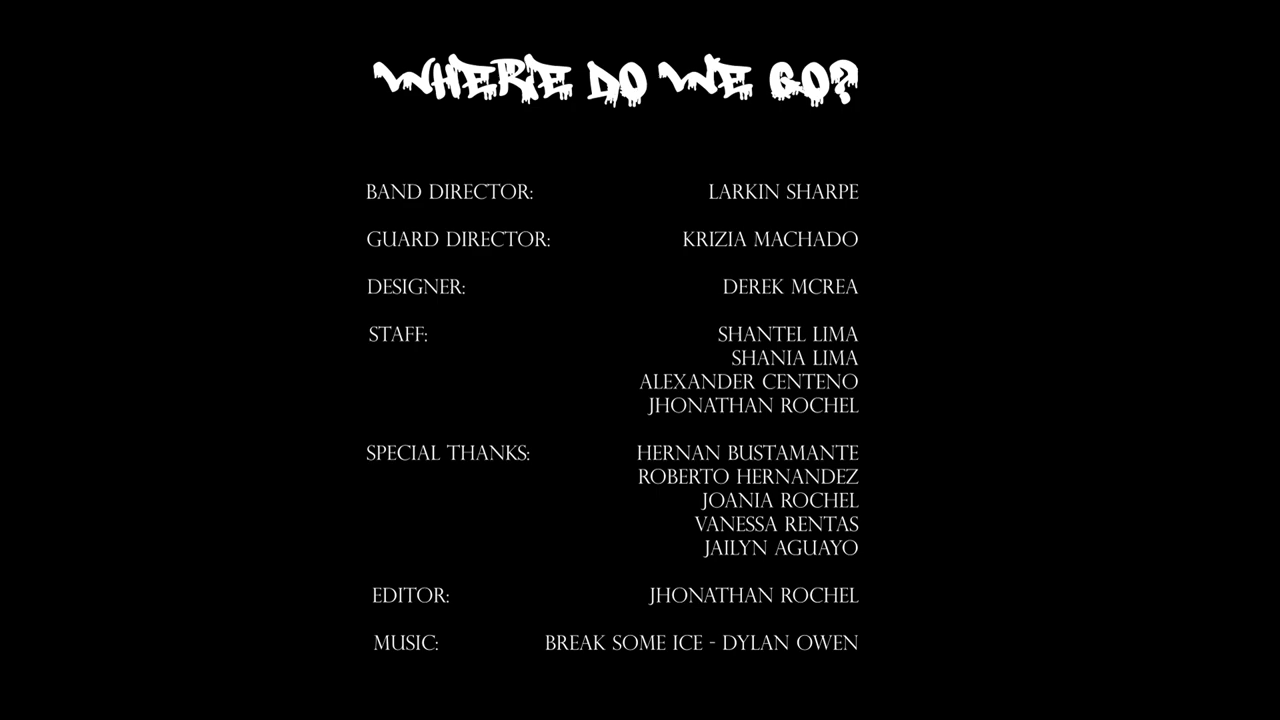 WHERE DO WE GO?
BAND DIRECTOR: LARKIN SHARPE
GUARD DIRECTOR: KRIZIA MACHADO
DESIGNER: DEREK MCREA
STAFF: SHANTEL LIMA
SHANIA LIMA
ALEXANDER CENTENO
JHONATHAN ROCHEL
SPECIAL THANKS: HERNAN BUSTAMANTE
ROBERTO HERNANDEZ
JOANIA ROCHEL
VANESSA RENTAS
JAILYN AGUAYO
EDITOR: JHONATHAN ROCHEL
MUSIC: BREAK SOME ICE - DYLAN OWEN